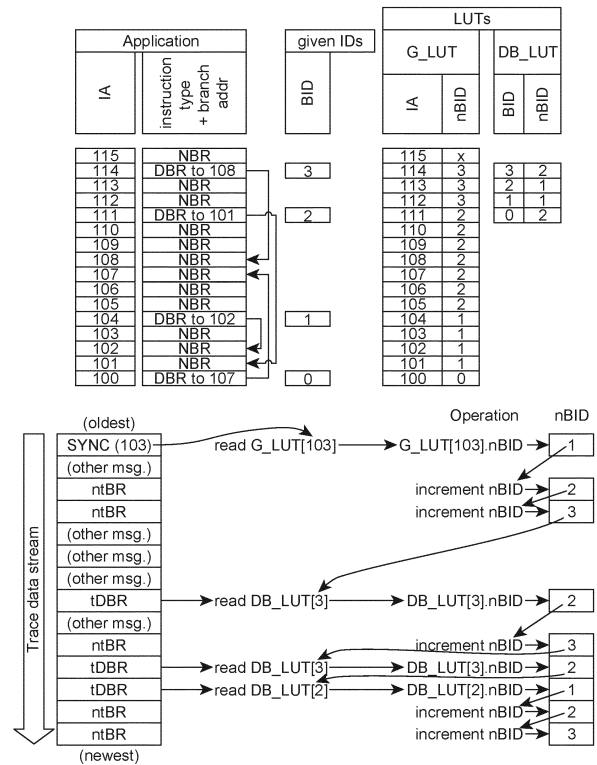 LUTs
Application given IDs G_LUT DB_LUT
IA instruction type + branch addr BID IA nBID BID nBID
115 NBR 115 x
114 DBR to 108 3 114 3 3 2
113 NBR 113 3 2 1
112 NBR 112 3 1 1
111 DBR to 101 2 111 2 0 2
110 NBR 110 2
109 NBR 109 2
108 NBR 108 2
107 NBR 107 2
106 NBR 106 2
105 NBR 105 2
104 DBR to 102 1 104 1
103 NBR 103 1
102 NBR 102 1
101 NBR 101 1
100 DBR to 107 0 100 0
(oldest) Operation nBID
SYNC (103) read G_LUT[103] G_LUT[103].nBID 1
(other msg.)
ntBR increment nBID 2
ntBR increment nBID 3
(other msg.)
(other msg.)
(other msg.)
tDBR read DB_LUT[3] DB_LUT[3].nBID 2
(other msg.)
ntBR increment nBID 3
tDBR read DB_LUT[3] DB_LUT[3].nBID 2
tDBR read DB_LUT[2] DB_LUT[2].nBID 1
ntBR increment nBID 2
ntBR increment nBID 3
(newest)
Trace data stream